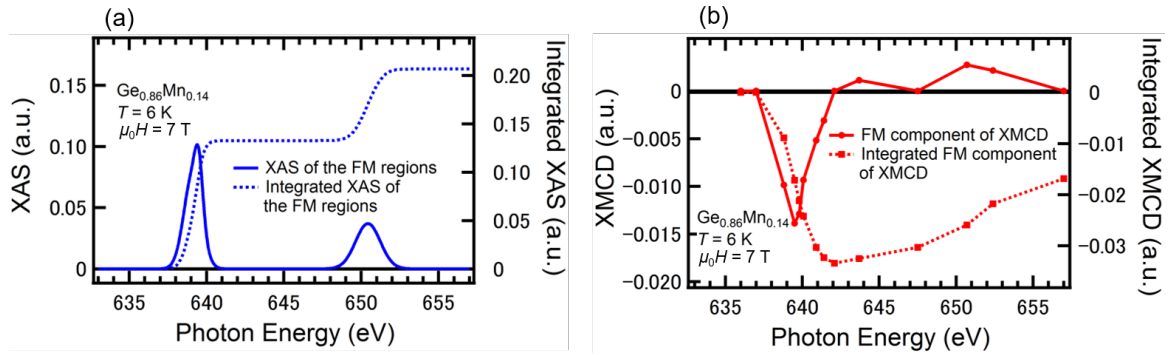 (a)
XAS (a.u.)
0.15
0.10
0.05
0
Ge0.86Mn0.14
T = 6 K
μ0H = 7 T
XAS of the FM regions
Integrated XAS of
the FM regions
0.20
0.15
0.10
0.05
0
Integrated XAS
(a.u.)
635 640 645 650 655
Photon Energy (eV)
(b)
XMCD (a.u.)
0.000
−0.005
−0.010
−0.015
−0.020
FM component of XMCD
Integrated FM component
of XMCD
Ge0.86Mn0.14
T = 6 K
μ0H = 7 T
0
−0.01
−0.02
−0.03
Integrated XMCD
(a.u.)
635 640 645 650 655
Photon Energy (eV)